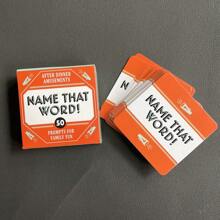 AFTER DINNER
AMUSEMENTS
NAME THAT
WORD!
50
PROMPTS FOR
FAMILY FUN
NAME THAT
WORD!
N